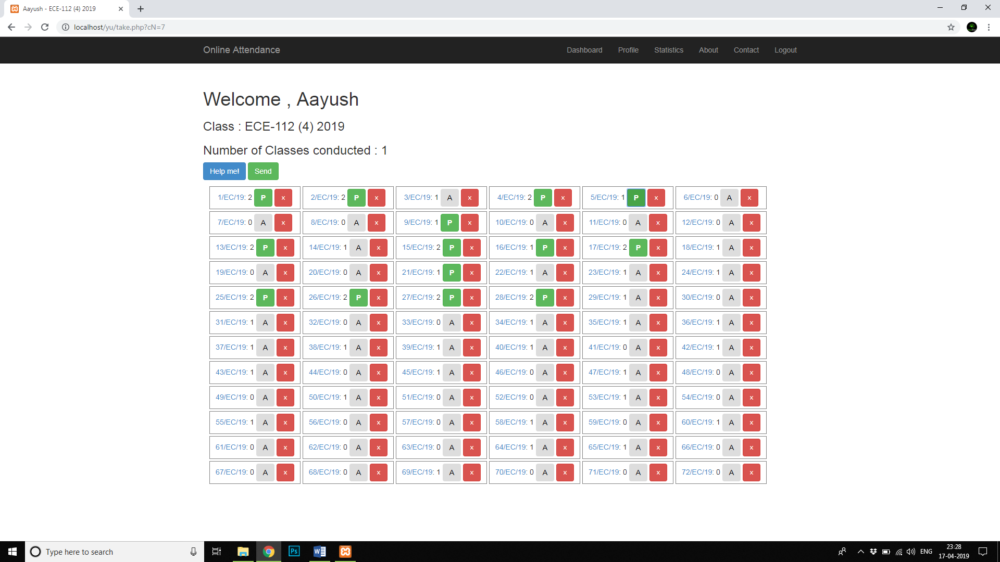 Aayush - ECE-112 (4) 2019
localhost/yu/take.php?cN=7
Online Attendance Dashboard Profile Statistics About Contact Logout
Welcome , Aayush
Class : ECE-112 (4) 2019
Number of Classes conducted : 1
Help me! Send
1/EC/19: 2 P x 2/EC/19: 2 P x 3/EC/19: 1 A x 4/EC/19: 2 P x 5/EC/19: 1 P x 6/EC/19: 0 A x
7/EC/19: 0 A x 8/EC/19: 0 A x 9/EC/19: 1 P x 10/EC/19: 0 A x 11/EC/19: 0 A x 12/EC/19: 0 A x
13/EC/19: 2 P x 14/EC/19: 1 A x 15/EC/19: 2 P x 16/EC/19: 1 P x 17/EC/19: 2 P x 18/EC/19: 1 A x
19/EC/19: 0 A x 20/EC/19: 0 A x 21/EC/19: 1 P x 22/EC/19: 1 A x 23/EC/19: 1 A x 24/EC/19: 1 A x
25/EC/19: 2 P x 26/EC/19: 2 P x 27/EC/19: 2 P x 28/EC/19: 2 P x 29/EC/19: 1 A x 30/EC/19: 0 A x
31/EC/19: 1 A x 32/EC/19: 0 A x 33/EC/19: 0 A x 34/EC/19: 1 A x 35/EC/19: 1 A x 36/EC/19: 1 A x
37/EC/19: 1 A x 38/EC/19: 1 A x 39/EC/19: 1 A x 40/EC/19: 1 A x 41/EC/19: 0 A x 42/EC/19: 1 A x
43/EC/19: 1 A x 44/EC/19: 0 A x 45/EC/19: 1 A x 46/EC/19: 0 A x 47/EC/19: 1 A x 48/EC/19: 0 A x
49/EC/19: 0 A x 50/EC/19: 1 A x 51/EC/19: 0 A x 52/EC/19: 0 A x 53/EC/19: 1 A x 54/EC/19: 0 A x
55/EC/19: 1 A x 56/EC/19: 0 A x 57/EC/19: 0 A x 58/EC/19: 1 A x 59/EC/19: 0 A x 60/EC/19: 1 A x
61/EC/19: 0 A x 62/EC/19: 0 A x 63/EC/19: 0 A x 64/EC/19: 1 A x 65/EC/19: 1 A x 66/EC/19: 0 A x
67/EC/19: 0 A x 68/EC/19: 0 A x 69/EC/19: 1 A x 70/EC/19: 0 A x 71/EC/19: 0 A x 72/EC/19: 0 A x
Type here to search Ps W ENG 23:28
17-04-2019